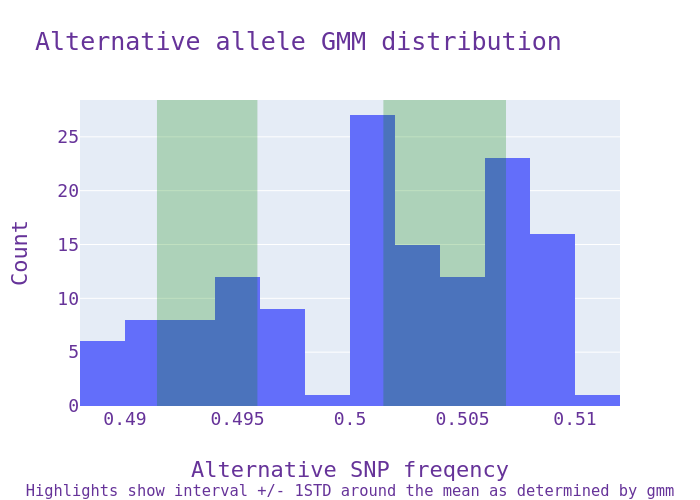 Alternative allele GMM distribution
25
20
15
10
5
0
Count
0.49 0.495 0.5 0.505 0.51
Alternative SNP freqency
Highlights show interval +/- 1STD around the mean as determined by gmm